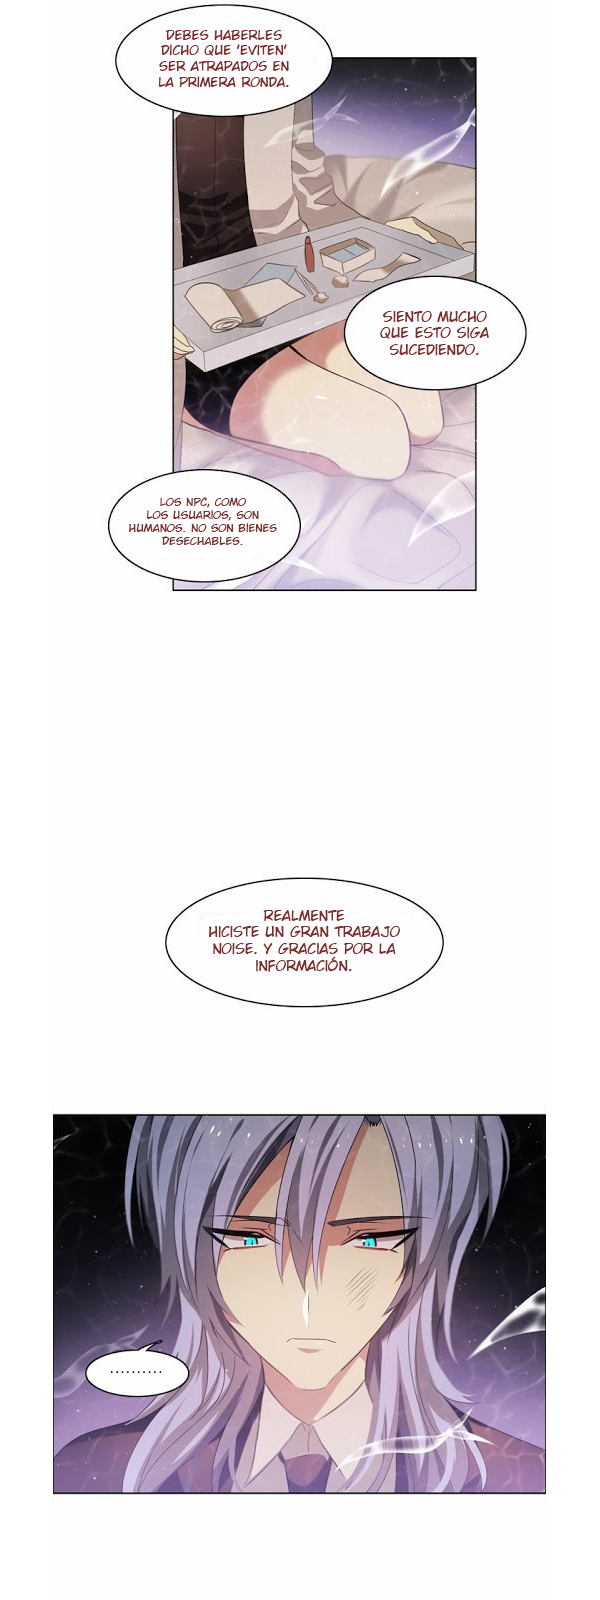 DEBES HABERLES
DICHO QUE 'EVITEN'
SER ATRAPADOS EN
LA PRIMERA RONDA.
SIENTO MUCHO
QUE ESTO SIGA
SUCEDIENDO.
LOS NPC, COMO
LOS USUARIOS, SON
HUMANOS. NO SON BIENES
DESECHABLES.
REALMENTE
HICISTE UN GRAN TRABAJO
NOISE. Y GRACIAS POR LA
INFORMACIÓN.
..........